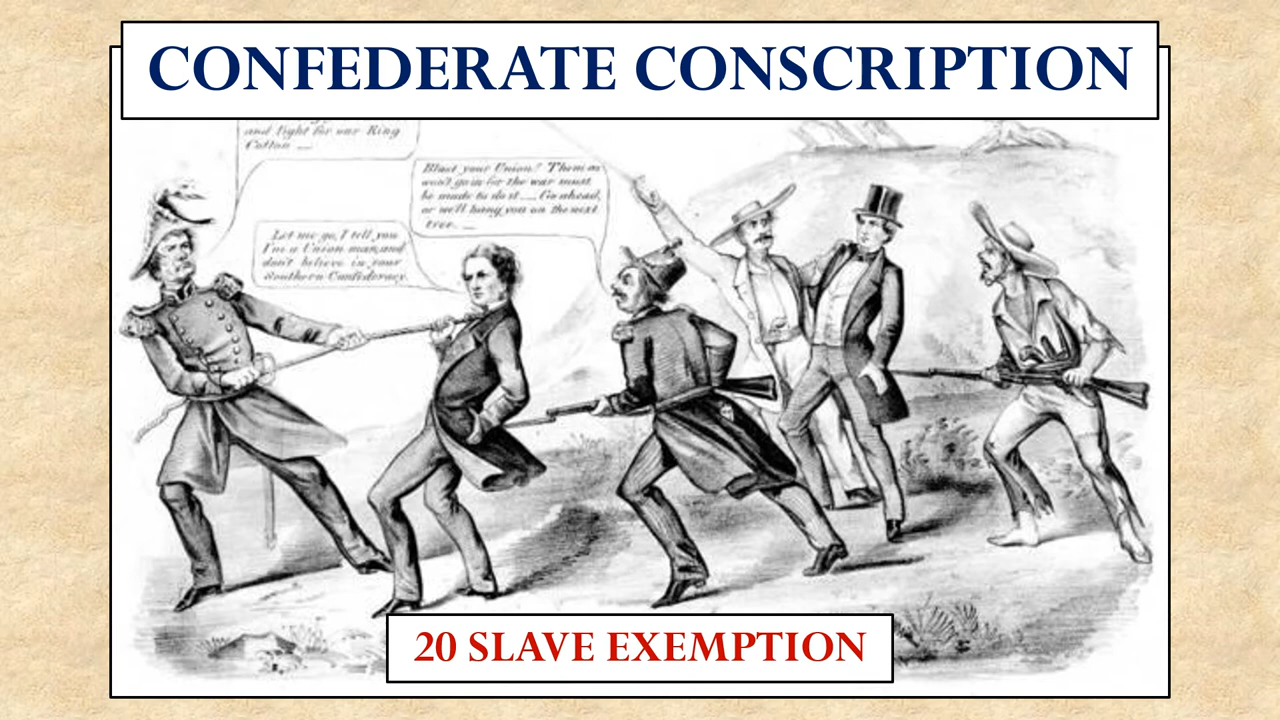 CONFEDERATE CONSCRIPTION
and fight for our King
Cotton —
Blast your Union! Them as
won't go in for the war must
be made to do it — Go ahead,
or we'll hang you on the next
tree. —
Let me go, I tell you
I'm a Union man, and
don't believe in your
Southern Confederacy.
20 SLAVE EXEMPTION